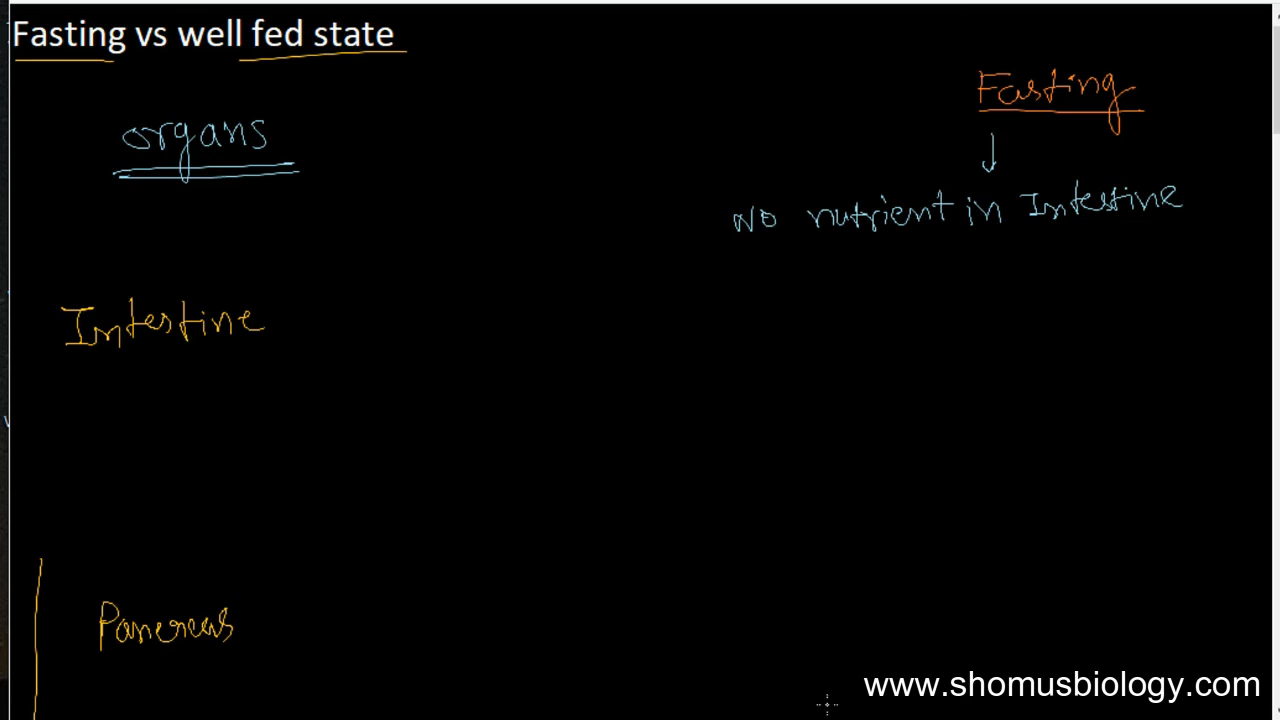 Fasting vs well fed state
Fasting
organs
No nutrient in Intestine
Intestine
Pancreas
www.shomusbiology.com